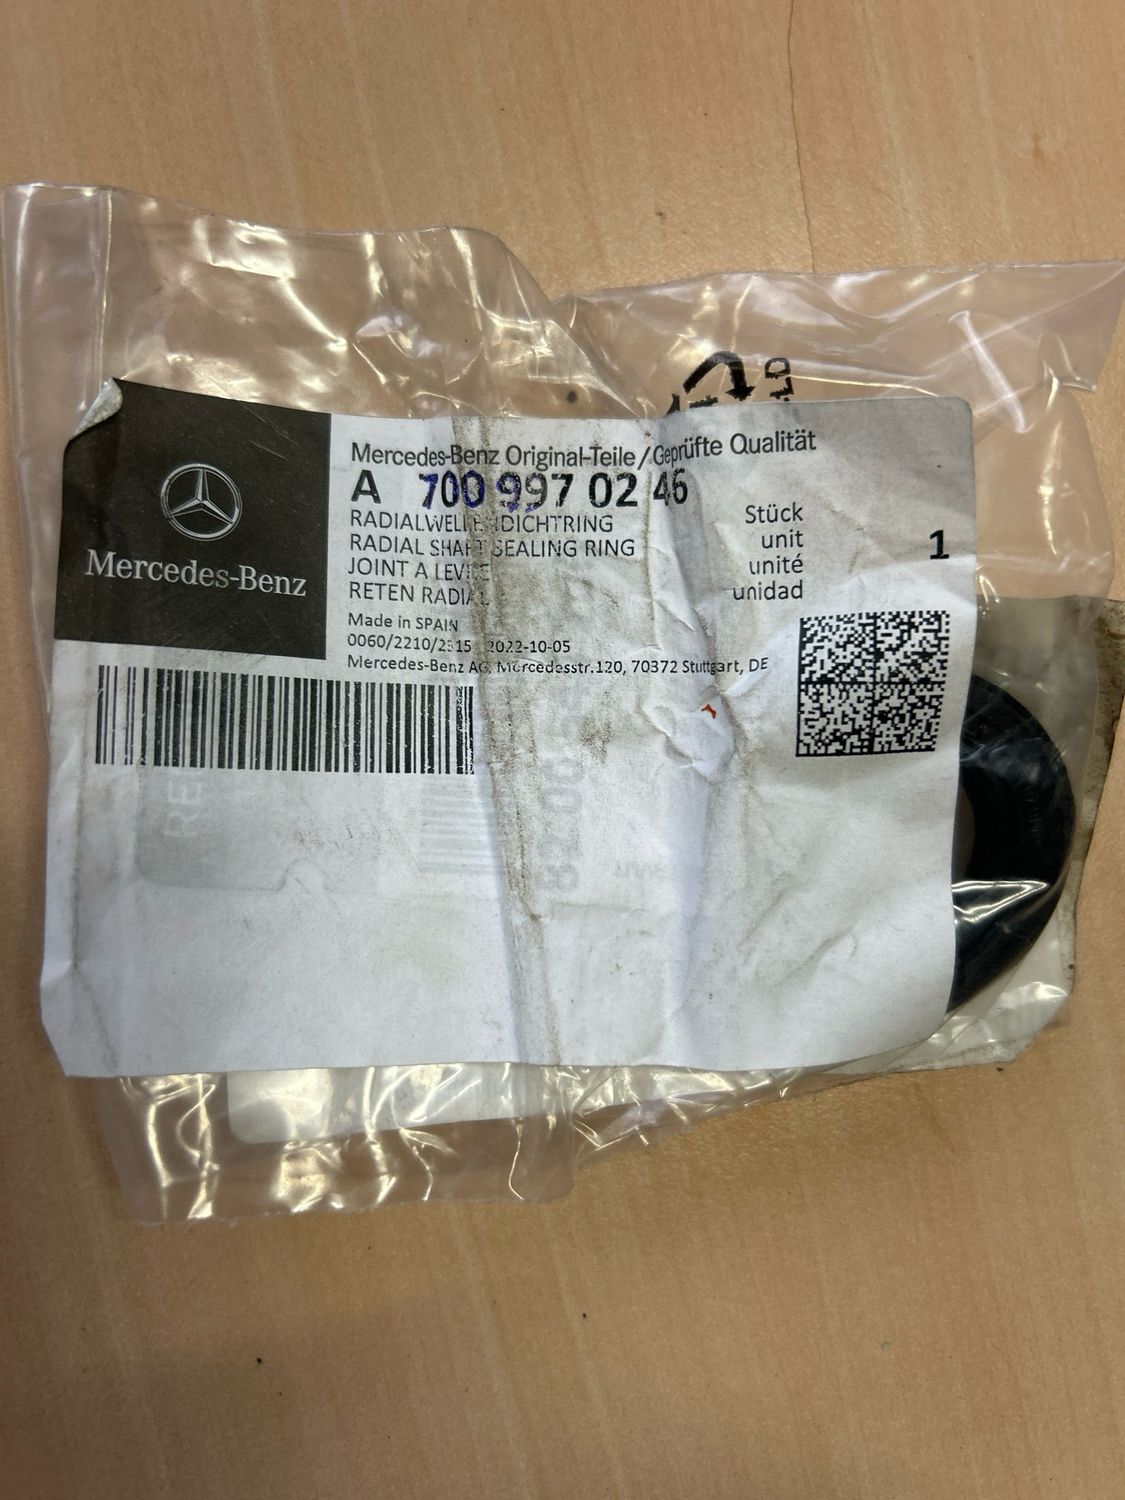 Mercedes-Benz
Mercedes-Benz Original-Teile/Geprüfte Qualität
A 700 997 02 46
RADIALWELLENDICHTRING
RADIAL SHAFT SEALING RING
JOINT A LEVRE
RETEN RADIAL
Stück
unit
unité
unidad
1
Made in SPAIN
0060/2210/2515 2022-10-05
Mercedes-Benz AG, Mercedesstr.120, 70372 Stuttgart, DE